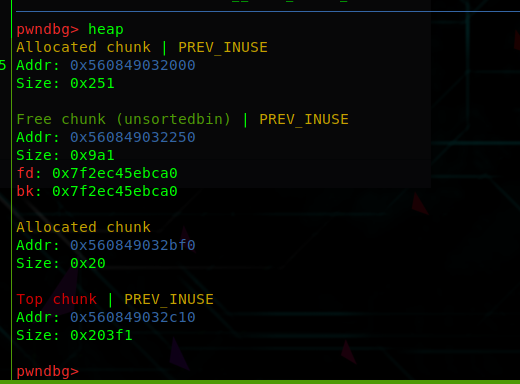 pwndbg> heap
Allocated chunk | PREV_INUSE
5
Addr: 0x560849032000
Size: 0x251
Free chunk (unsortedbin) | PREV_INUSE
Addr: 0x560849032250
Size: 0x9a1
fd: 0x7f2ec45ebca0
bk: 0x7f2ec45ebca0
Allocated chunk
Addr: 0x560849032bf0
Size: 0x20
Top chunk | PREV_INUSE
Addr: 0x560849032c10
Size: 0x203f1
pwndbg>